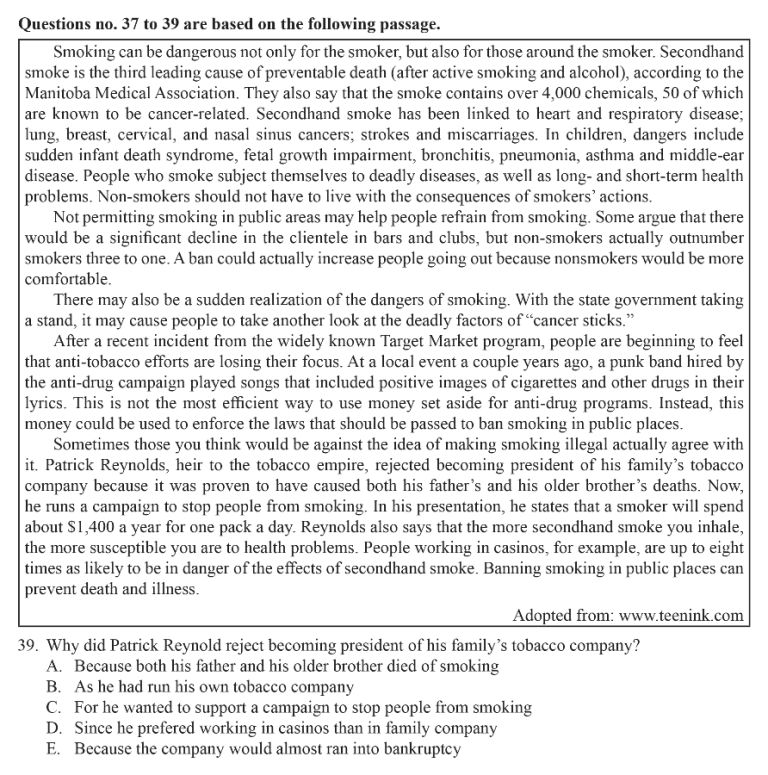 Questions no. 37 to 39 are based on the following passage.
Smoking can be dangerous not only for the smoker, but also for those around the smoker. Secondhand
smoke is the third leading cause of preventable death (after active smoking and alcohol), according to the
Manitoba Medical Association. They also say that the smoke contains over 4,000 chemicals, 50 of which
are known to be cancer-related. Secondhand smoke has been linked to heart and respiratory disease;
lung, breast, cervical, and nasal sinus cancers; strokes and miscarriages. In children, dangers include
sudden infant death syndrome, fetal growth impairment, bronchitis, pneumonia, asthma and middle-ear
disease. People who smoke subject themselves to deadly diseases, as well as long- and short-term health
problems. Non-smokers should not have to live with the consequences of smokers' actions.
Not permitting smoking in public areas may help people refrain from smoking. Some argue that there
would be a significant decline in the clientele in bars and clubs, but non-smokers actually outnumber
smokers three to one. A ban could actually increase people going out because nonsmokers would be more
comfortable.
There may also be a sudden realization of the dangers of smoking. With the state government taking
a stand, it may cause people to take another look at the deadly factors of “cancer sticks.”
After a recent incident from the widely known Target Market program, people are beginning to feel
that anti-tobacco efforts are losing their focus. At a local event a couple years ago, a punk band hired by
the anti-drug campaign played songs that included positive images of cigarettes and other drugs in their
lyrics. This is not the most efficient way to use money set aside for anti-drug programs. Instead, this
money could be used to enforce the laws that should be passed to ban smoking in public places.
Sometimes those you think would be against the idea of making smoking illegal actually agree with
it. Patrick Reynolds, heir to the tobacco empire, rejected becoming president of his family's tobacco
company because it was proven to have caused both his father's and his older brother's deaths. Now,
he runs a campaign to stop people from smoking. In his presentation, he states that a smoker will spend
about $1,400 a year for one pack a day. Reynolds also says that the more secondhand smoke you inhale,
the more susceptible you are to health problems. People working in casinos, for example, are up to eight
times as likely to be in danger of the effects of secondhand smoke. Banning smoking in public places can
prevent death and illness.
Adopted from: www.teenink.com
39. Why did Patrick Reynold reject becoming president of his family's tobacco company?
A. Because both his father and his older brother died of smoking
B. As he had run his own tobacco company
C. For he wanted to support a campaign to stop people from smoking
D. Since he prefered working in casinos than in family company
E. Because the company would almost ran into bankruptcy